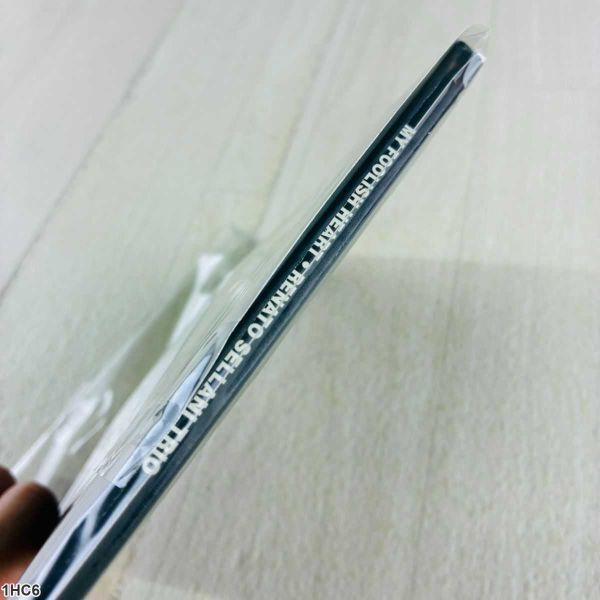 MY FOOLISH HEART • RENATO SELLANI TRIO
1HC6